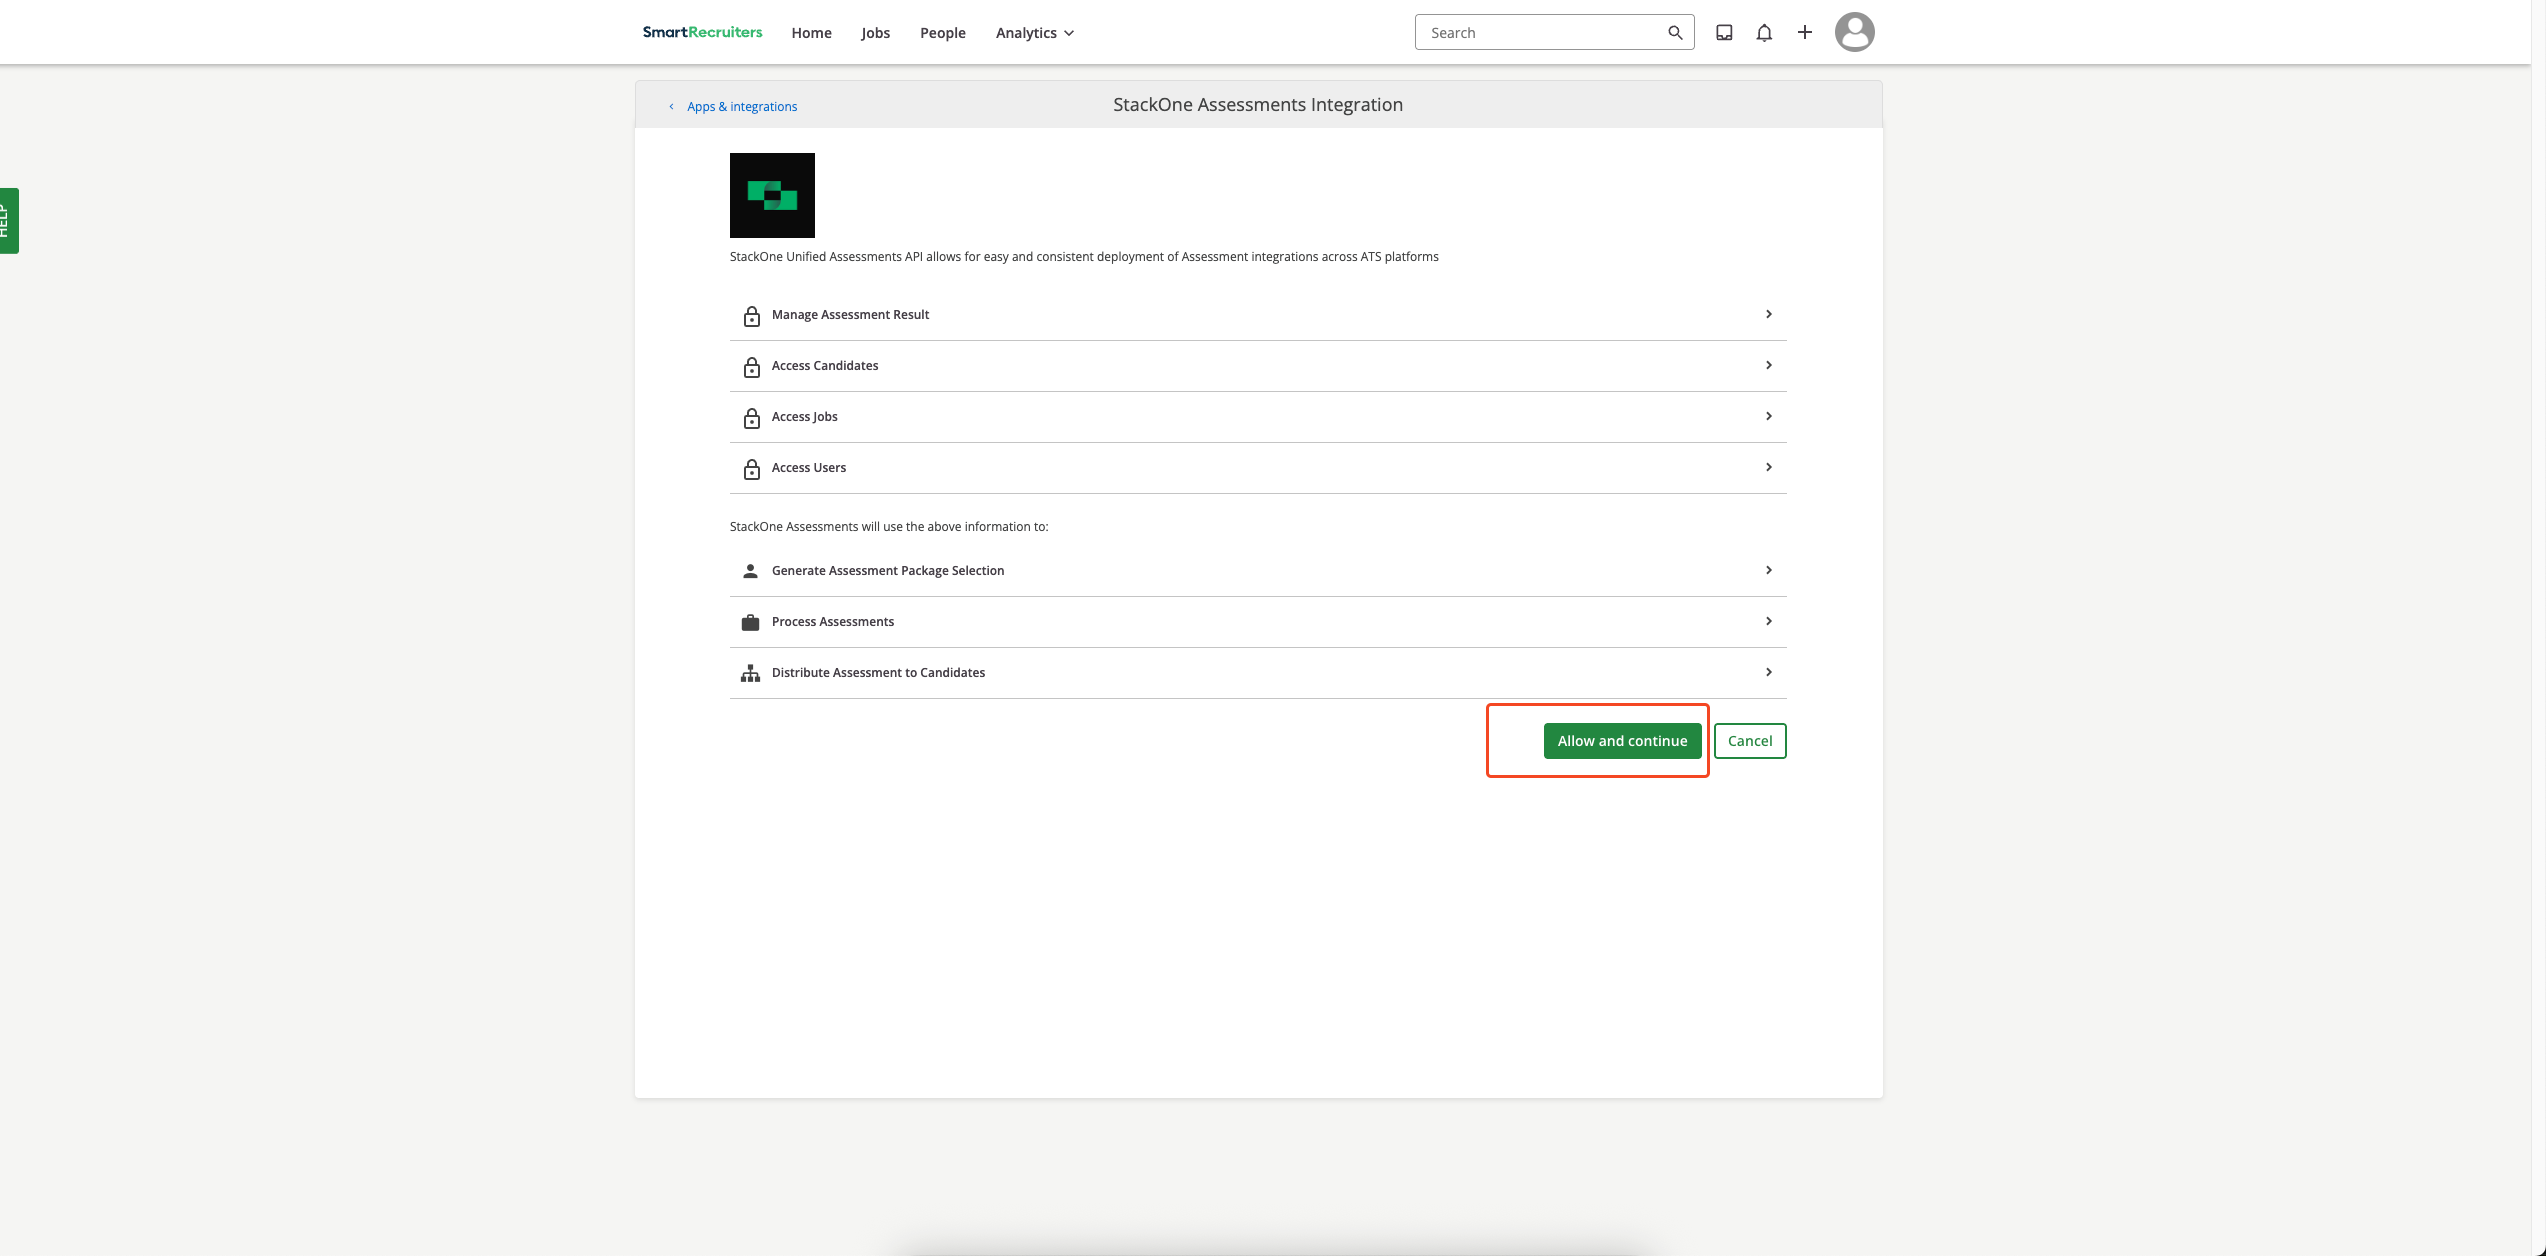 SmartRecruiters Home Jobs People Analytics Search
Apps & integrations
StackOne Assessments Integration
HELP
StackOne Unified Assessments API allows for easy and consistent deployment of Assessment integrations across ATS platforms
Manage Assessment Result
Access Candidates
Access Jobs
Access Users
StackOne Assessments will use the above information to:
Generate Assessment Package Selection
Process Assessments
Distribute Assessment to Candidates
Allow and continue Cancel